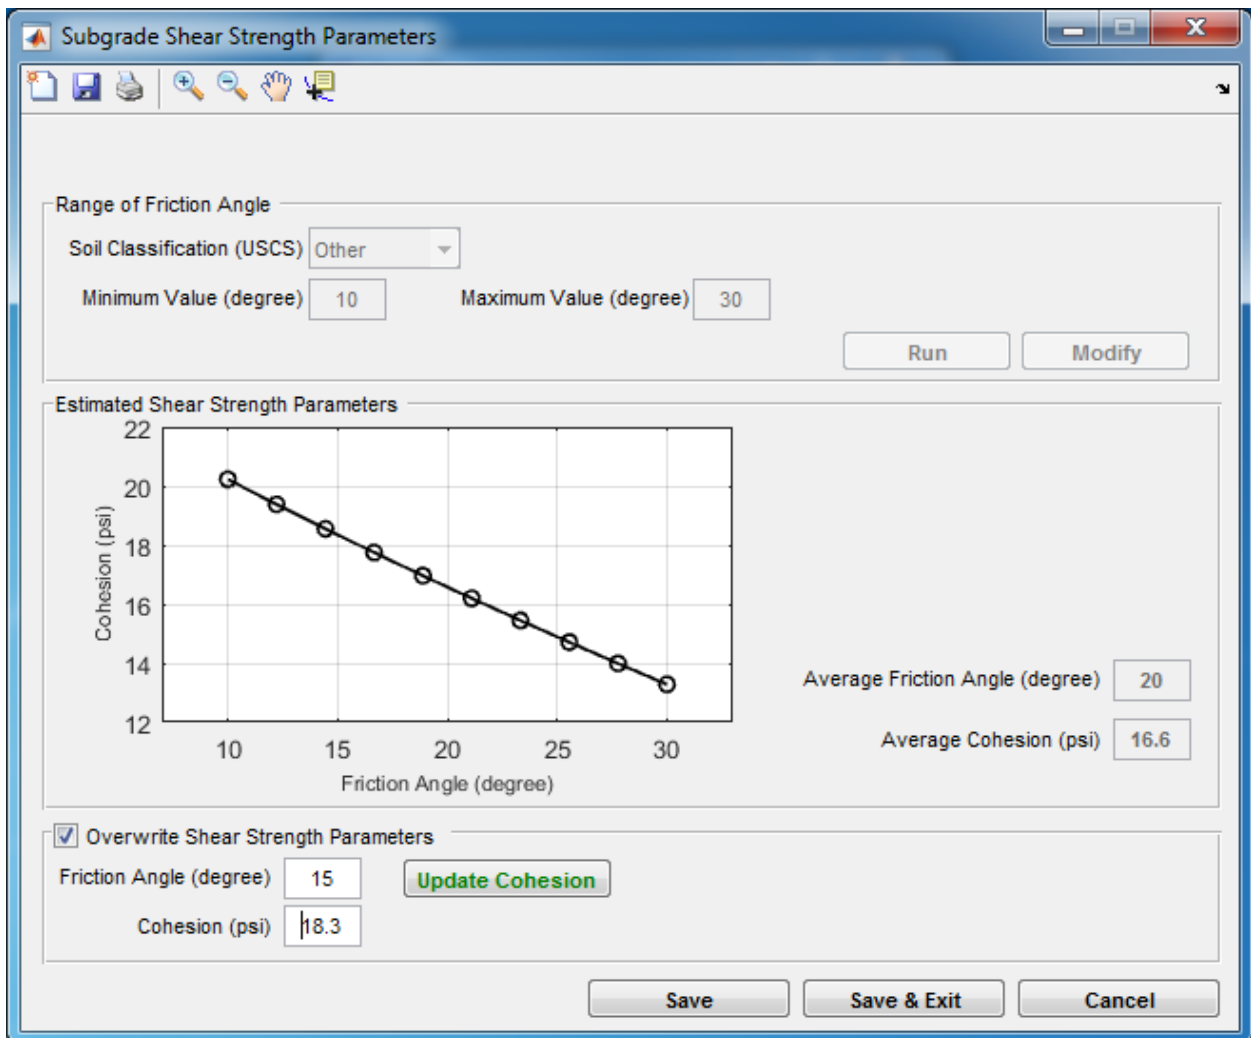 Subgrade Shear Strength Parameters
Range of Friction Angle
Soil Classification (USCS) Other
Minimum Value (degree) 10 Maximum Value (degree) 30
Run Modify
Estimated Shear Strength Parameters
22
20
18
16
14
12
Cohesion (psi)
10 15 20 25 30
Friction Angle (degree)
Average Friction Angle (degree) 20
Average Cohesion (psi) 16.6
Overwrite Shear Strength Parameters
Friction Angle (degree) 15 Update Cohesion
Cohesion (psi) 18.3
Save Save & Exit Cancel